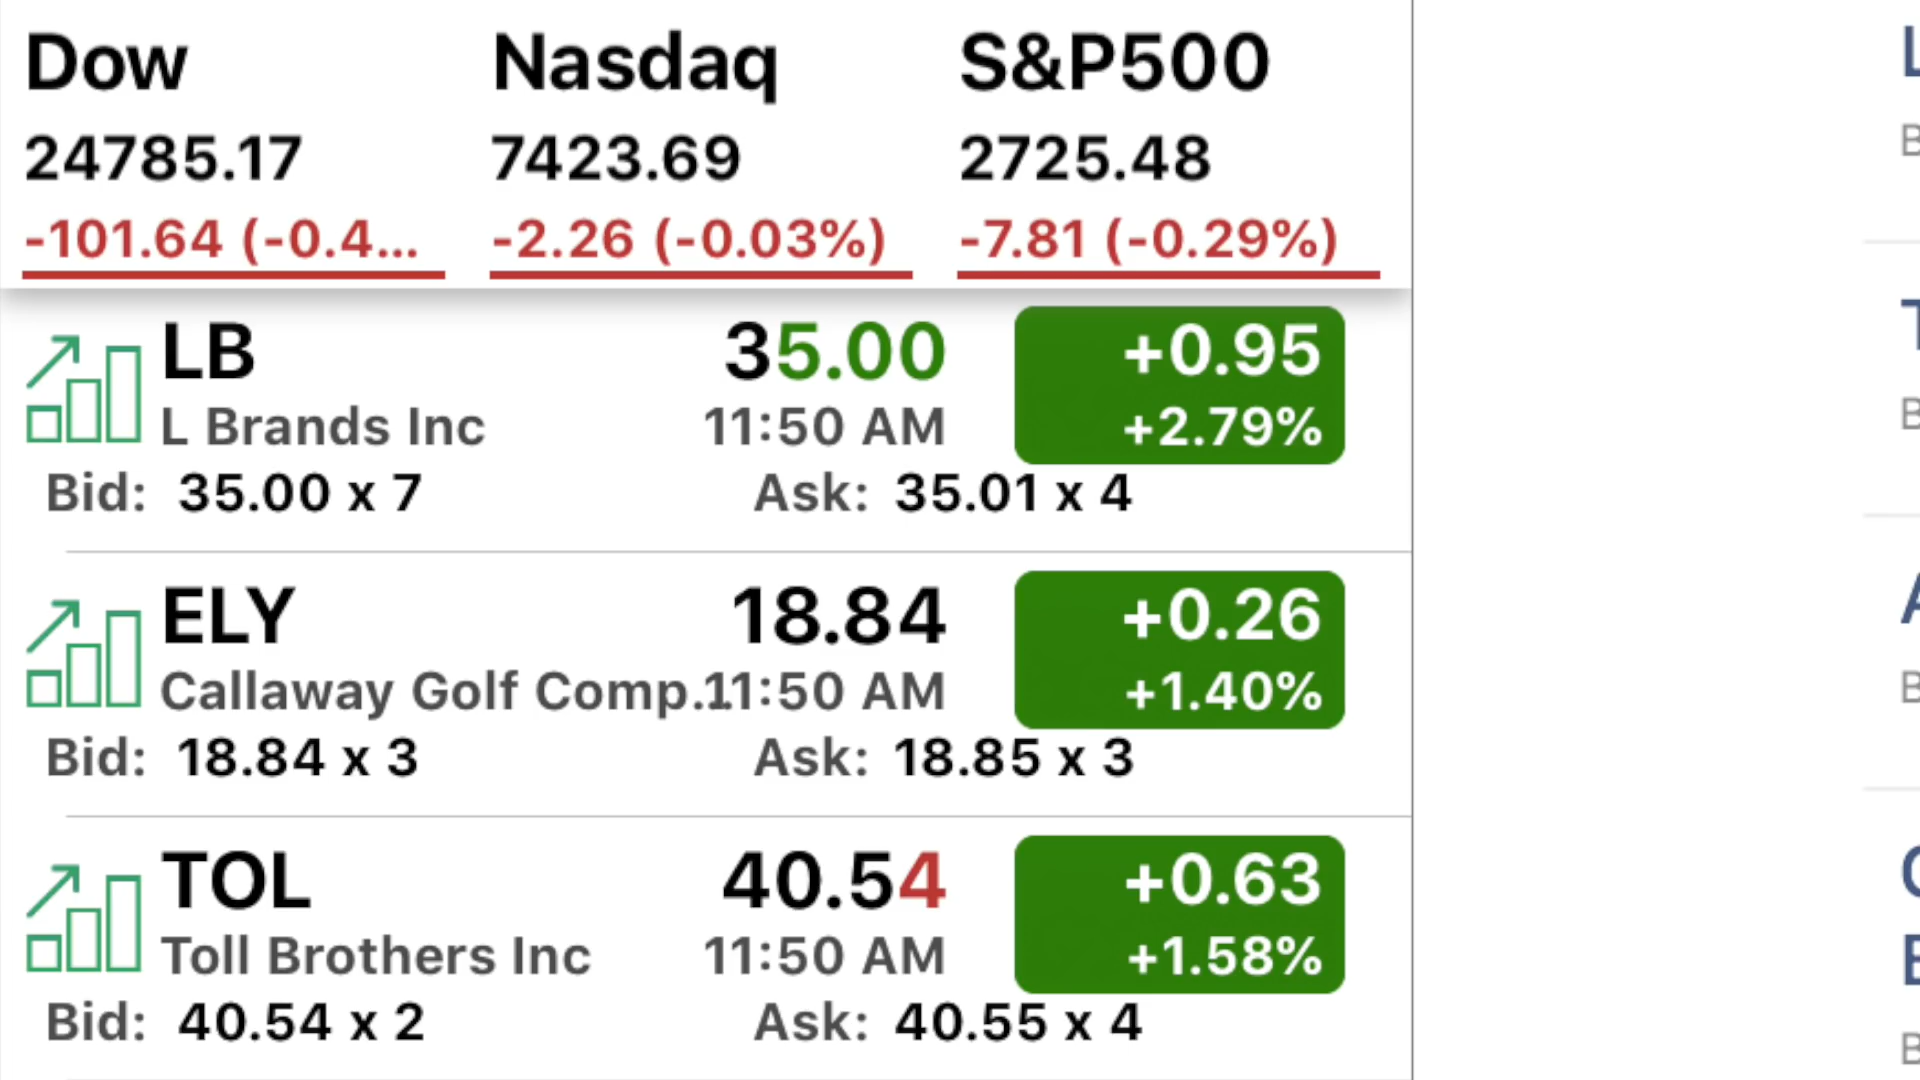 Dow Nasdaq S&P500
24785.17 7423.69 2725.48
-101.64 (-0.4... -2.26 (-0.03%) -7.81 (-0.29%)
LB 35.00 +0.95
L Brands Inc 11:50 AM +2.79%
Bid: 35.00 x 7 Ask: 35.01 x 4
ELY 18.84 +0.26
Callaway Golf Comp... 11:50 AM +1.40%
Bid: 18.84 x 3 Ask: 18.85 x 3
TOL 40.54 +0.63
Toll Brothers Inc 11:50 AM +1.58%
Bid: 40.54 x 2 Ask: 40.55 x 4